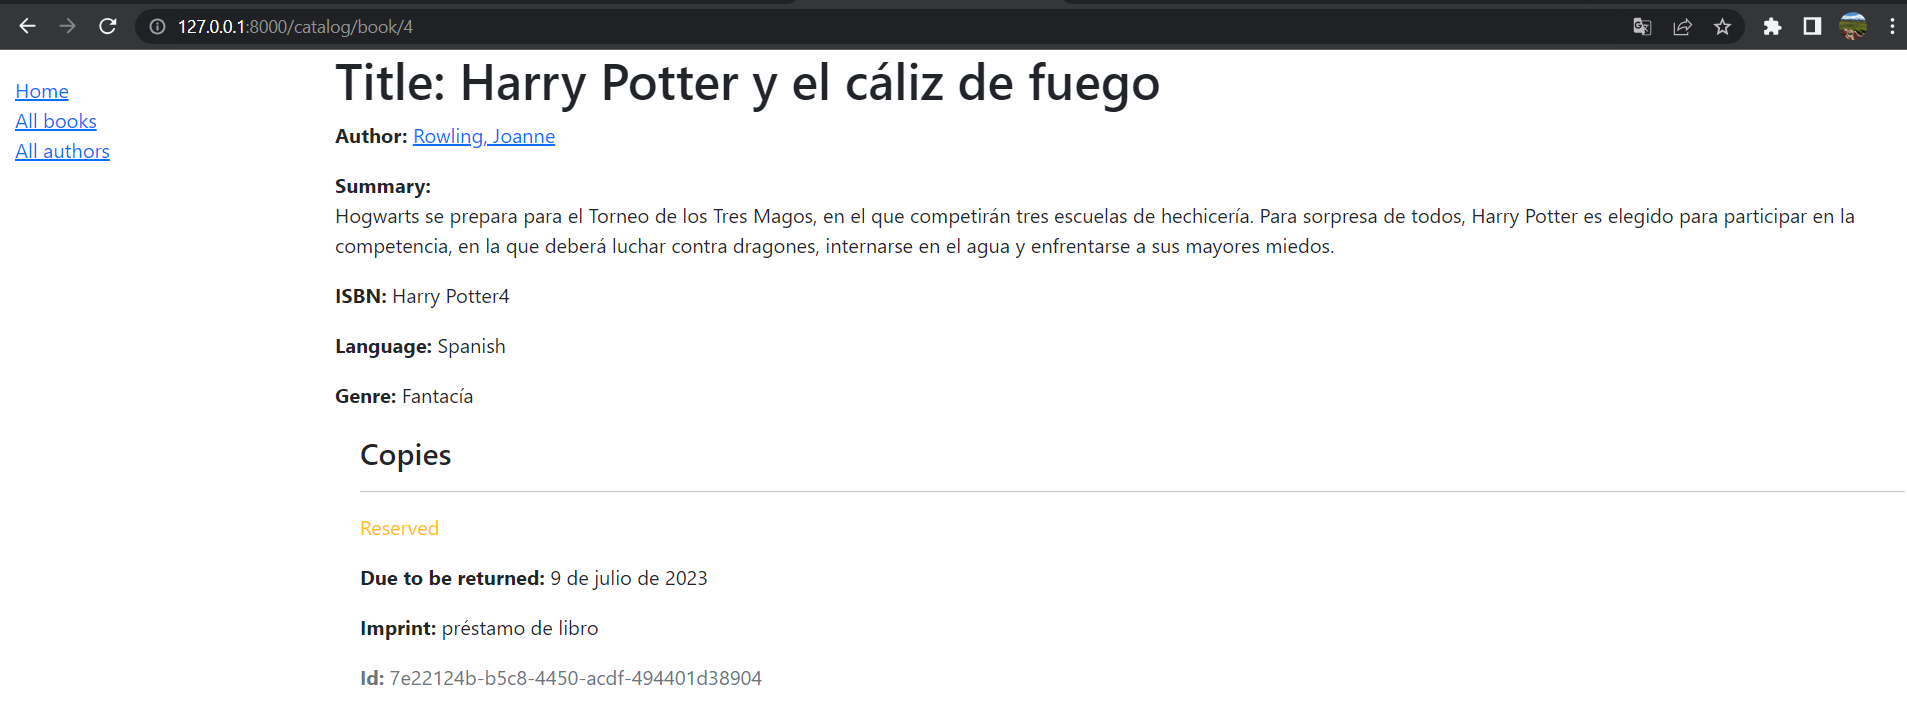 127.0.0.1:8000/catalog/book/4
Home
All books
All authors
Title: Harry Potter y el cáliz de fuego
Author: Rowling, Joanne
Summary:
Hogwarts se prepara para el Torneo de los Tres Magos, en el que competirán tres escuelas de hechicería. Para sorpresa de todos, Harry Potter es elegido para participar en la
competencia, en la que deberá luchar contra dragones, internarse en el agua y enfrentarse a sus mayores miedos.
ISBN: Harry Potter4
Language: Spanish
Genre: Fantacía
Copies
Reserved
Due to be returned: 9 de julio de 2023
Imprint: préstamo de libro
Id: 7e22124b-b5c8-4450-acdf-494401d38904